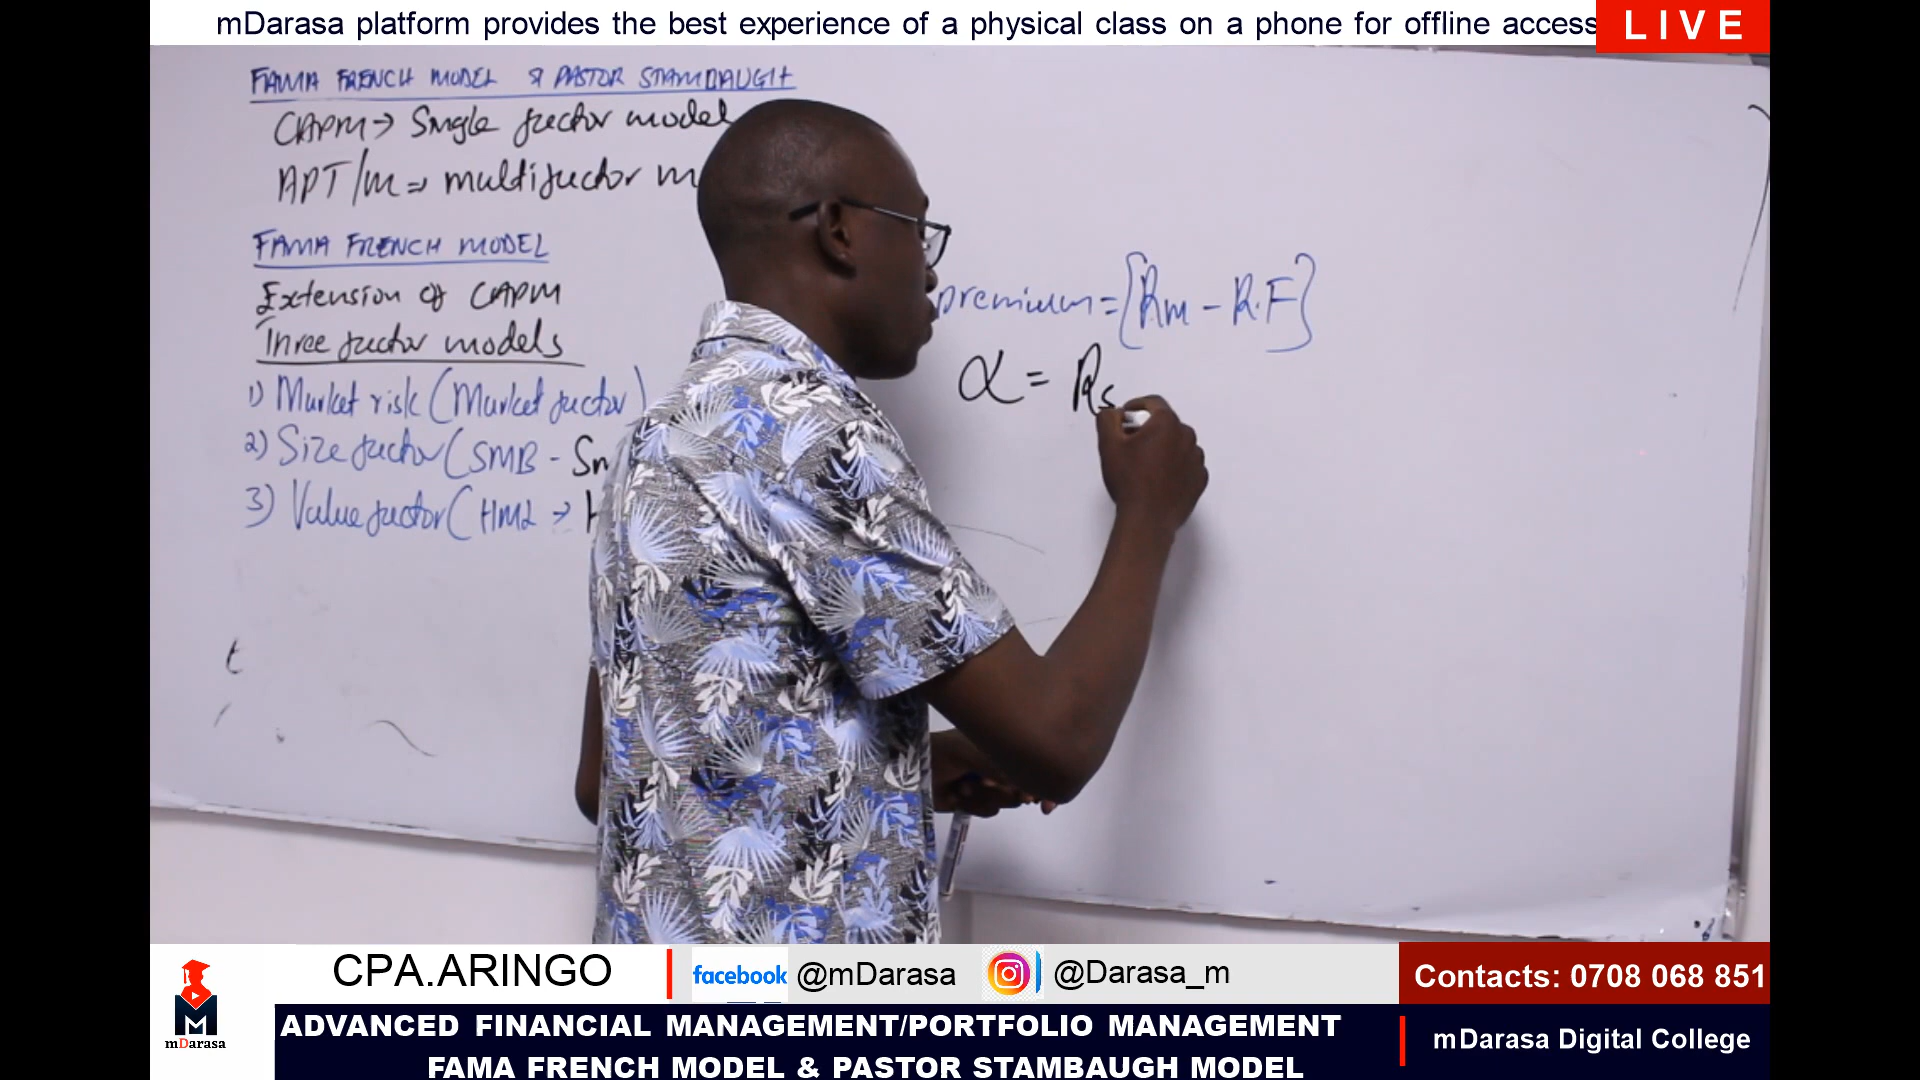 mDarasa platform provides the best experience of a physical class on a phone for offline access
LIVE
FAMA FRENCH MODEL & PASTOR STAMBAUGH
CAPM → Single factor model
APT/M => multifactor m
FAMA FRENCH MODEL
Extension of CAPM
Three factor models
1) Market risk (Market factor)
2) Size factor (SMB - Sm
3) Value factor (HML → H
premium = [Rm - R.F]
α = Rs
t
CPA.ARINGO
facebook @mDarasa
@Darasa_m
Contacts: 0708 068 851
mDarasa
ADVANCED FINANCIAL MANAGEMENT/PORTFOLIO MANAGEMENT
FAMA FRENCH MODEL & PASTOR STAMBAUGH MODEL
mDarasa Digital College